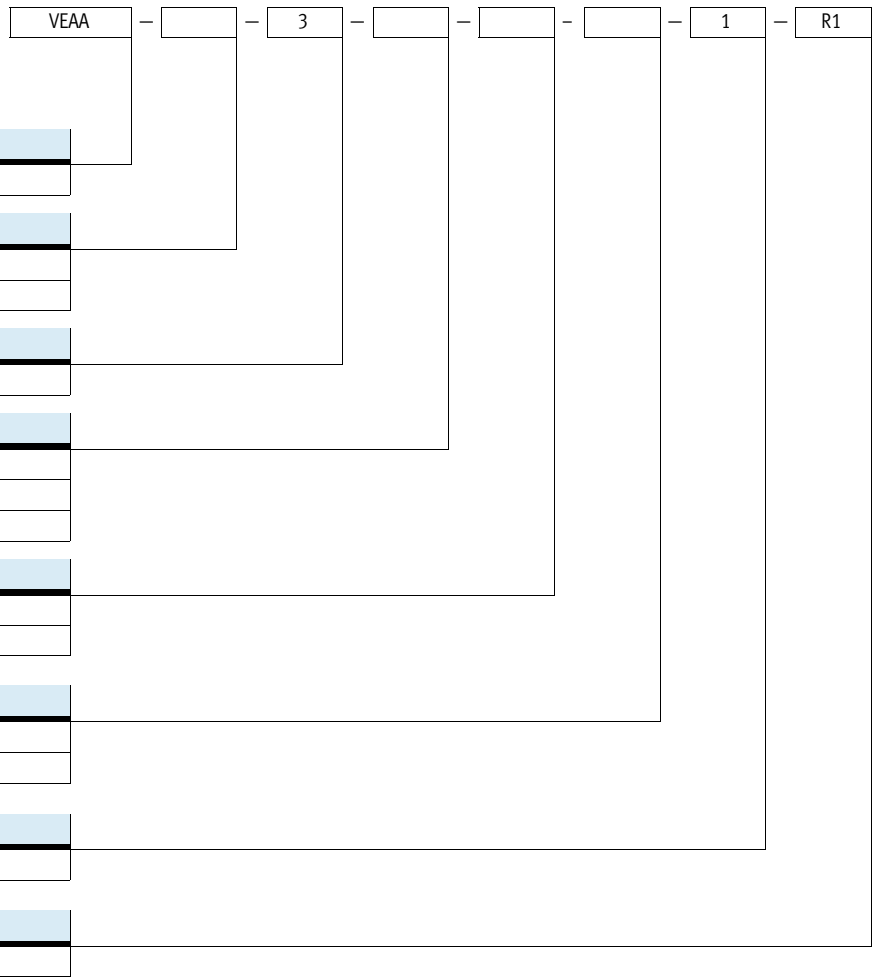 VEAA – – 3 – – - – 1 – R1